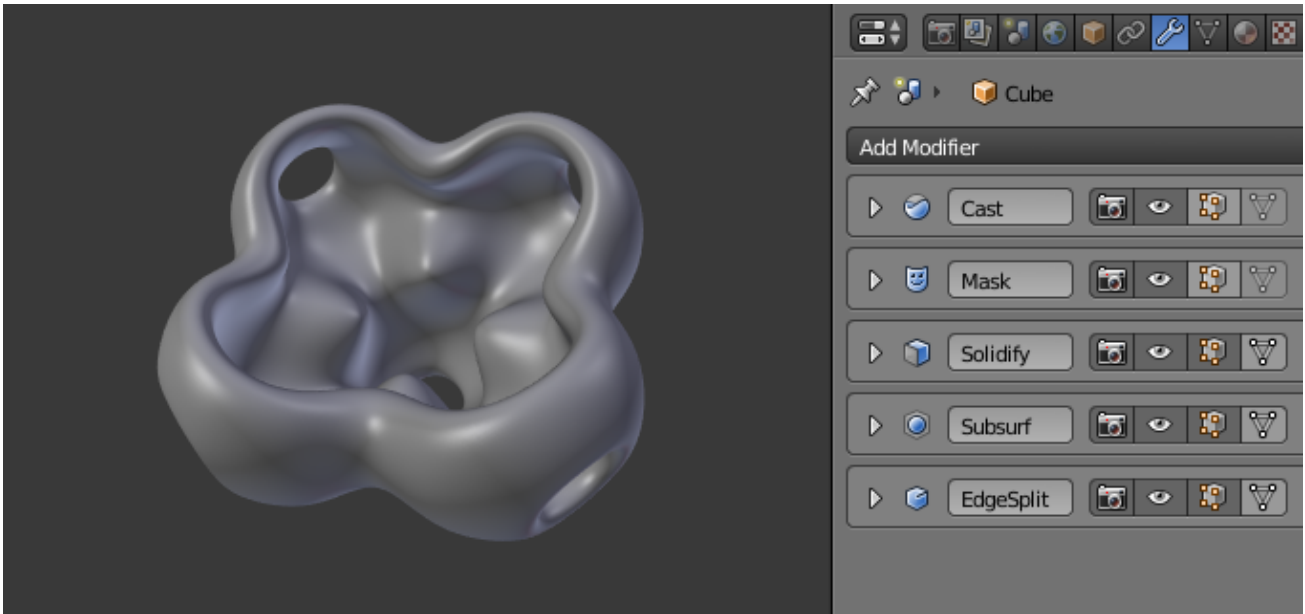 Cube
Add Modifier
Cast
Mask
Solidify
Subsurf
EdgeSplit